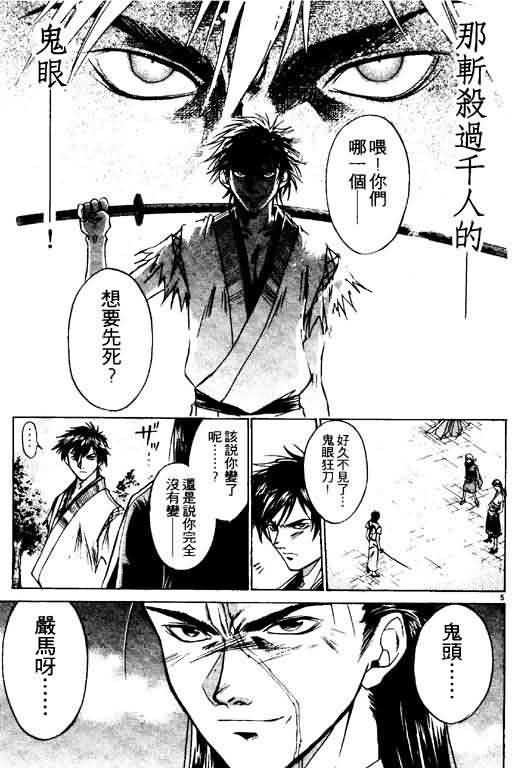 那斬殺過千人的——
鬼眼——！
喂！你們
哪一個——
想要先死？
好久不見了…
鬼眼狂刀！
該說你變了
呢……？
還是說你完全
沒有變——
……
5
鬼頭……
嚴馬呀……